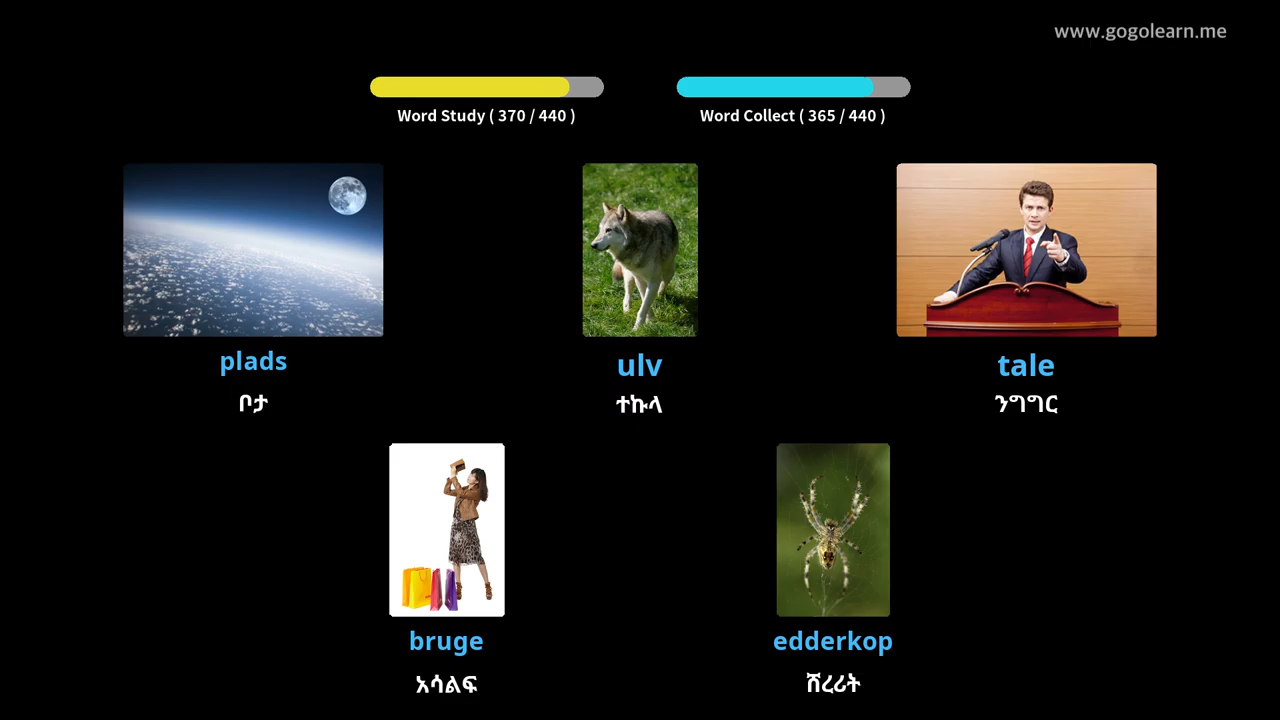 www.gogolearn.me
Word Study ( 370 / 440 )
Word Collect ( 365 / 440 )
plads
ቦታ
ulv
ተኩላ
tale
ንግግር
bruge
አሳልፍ
edderkop
ሸረሪት